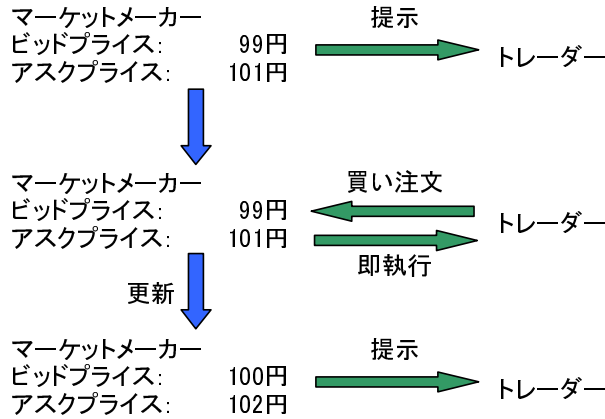 マーケットメーカー
提示
ビッドプライス: 99円
トレーダー
アスクプライス: 101円
マーケットメーカー
買い注文
ビッドプライス: 99円
トレーダー
アスクプライス: 101円
即執行
更新
マーケットメーカー
提示
ビッドプライス: 100円
トレーダー
アスクプライス: 102円